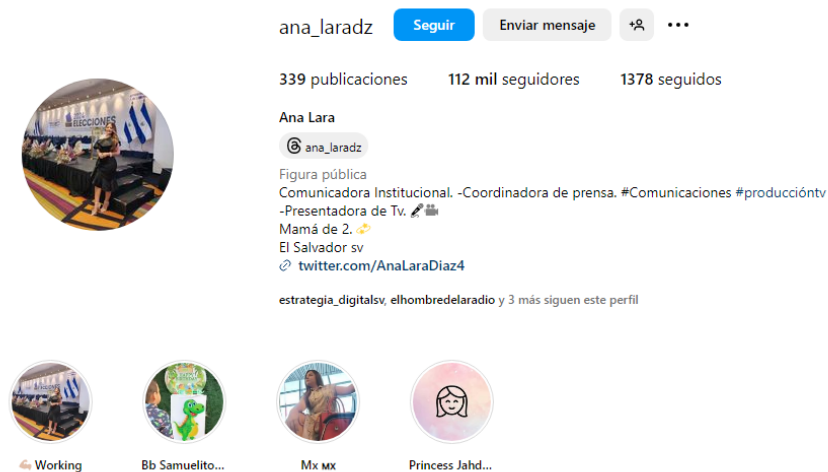 ana_laradz Seguir Enviar mensaje
339 publicaciones 112 mil seguidores 1378 seguidos
Ana Lara
ana_laradz
Figura pública
Comunicadora Institucional. -Coordinadora de prensa. #Comunicaciones #produccióntv
-Presentadora de Tv. 🖋️🎥
Mamá de 2. 💫
El Salvador sv
twitter.com/AnaLaraDiaz4
estrategia_digitalsv, elhombredelaradio y 3 más siguen este perfil
ELECCIONES
💪🏻 Working Bb Samuelito... Mx MX Princess Jahd...